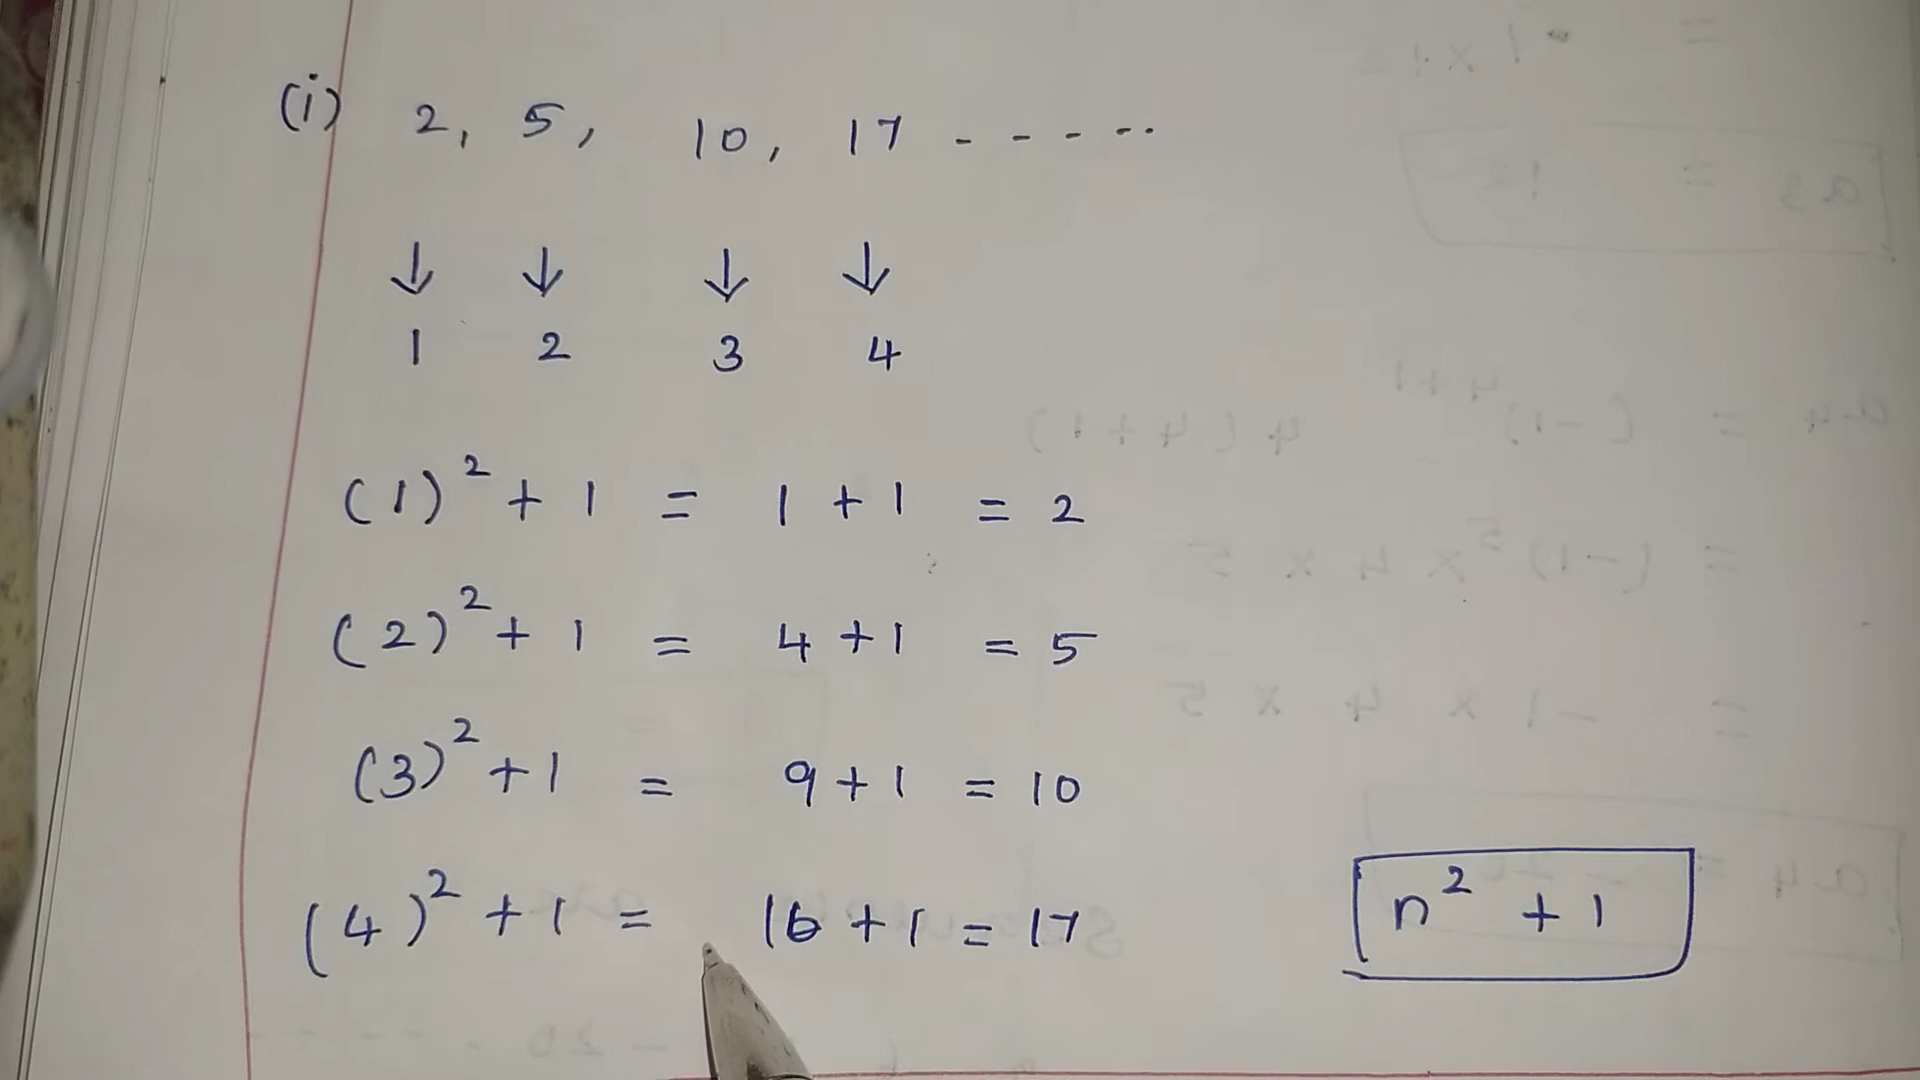 (i) 2, 5, 10, 17 - - - - -
↓ ↓ ↓ ↓
1 2 3 4
(1)² + 1 = 1 + 1 = 2
(2)² + 1 = 4 + 1 = 5
(3)² + 1 = 9 + 1 = 10
(4)² + 1 = 16 + 1 = 17
n² + 1